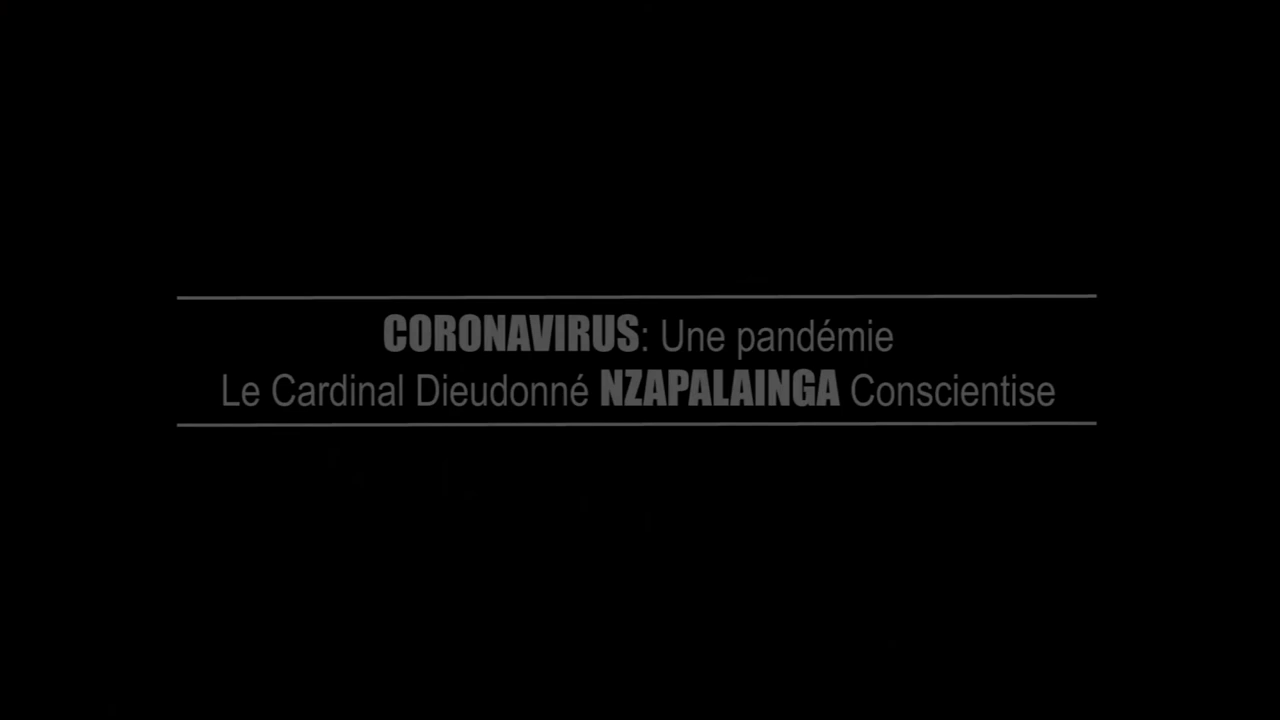 CORONAVIRUS: Une pandémie
Le Cardinal Dieudonné NZAPALAINGA Conscientise